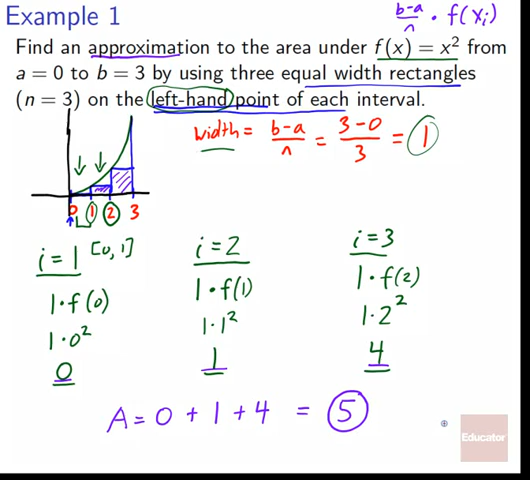 Example 1
b-a/n · f(xᵢ)
Find an approximation to the area under f(x) = x² from
a = 0 to b = 3 by using three equal width rectangles
(n = 3) on the left-hand point of each interval.
width = b-a/n = 3-0/3 = 1
0 1 2 3
i=1 [0,1]
1·f(0)
1·0²
0
i=2
1·f(1)
1·1²
1
i=3
1·f(2)
1·2²
4
A=0+1+4 = 5
Educator